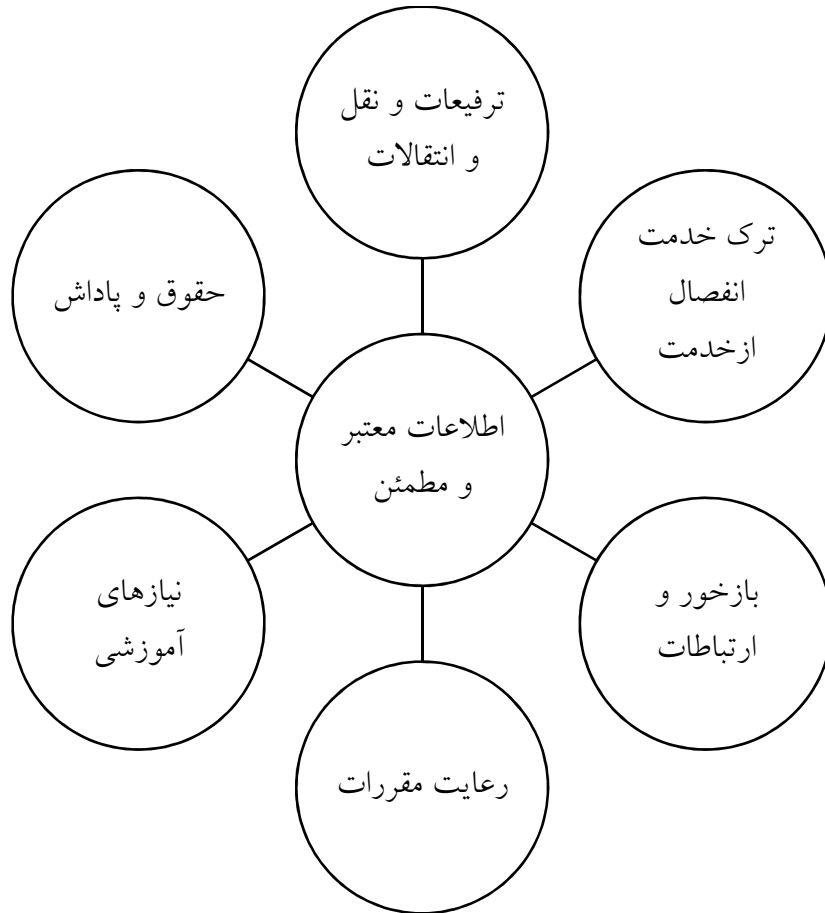 ترفیعات و نقل
و انتقالات
ترک خدمت
انفصال
ازخدمت
حقوق و پاداش
اطلاعات معتبر
و مطمئن
بازخور و
ارتباطات
نیازهای
آموزشی
رعایت مقررات